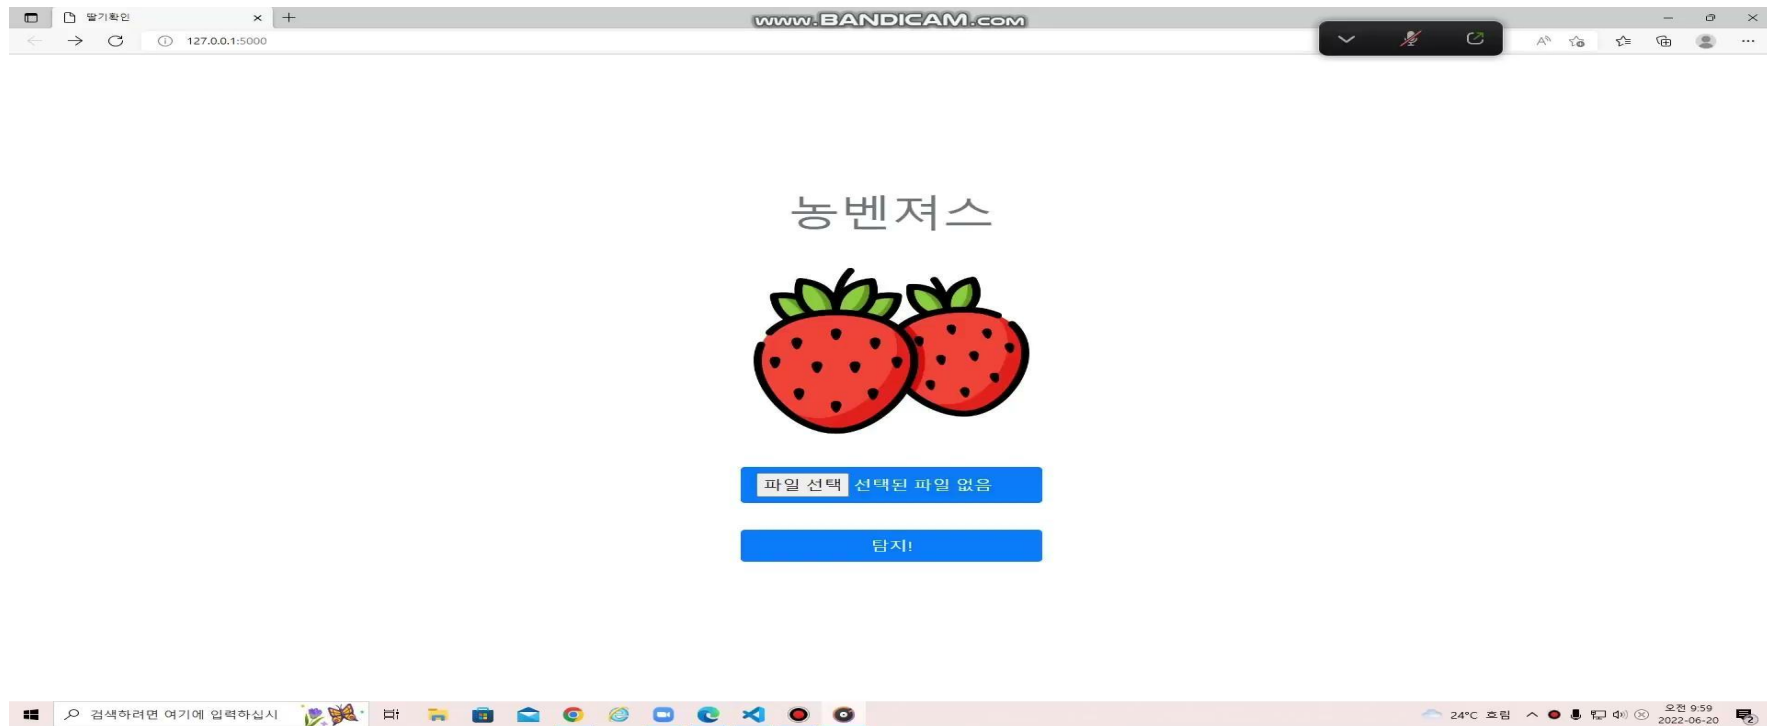 딸기확인
www.BANDICAM.com
127.0.0.1:5000
농벤져스
파일 선택 선택된 파일 없음
탐지!
검색하려면 여기에 입력하십시
24°C 흐림
오전 9:59
2022-06-20
2